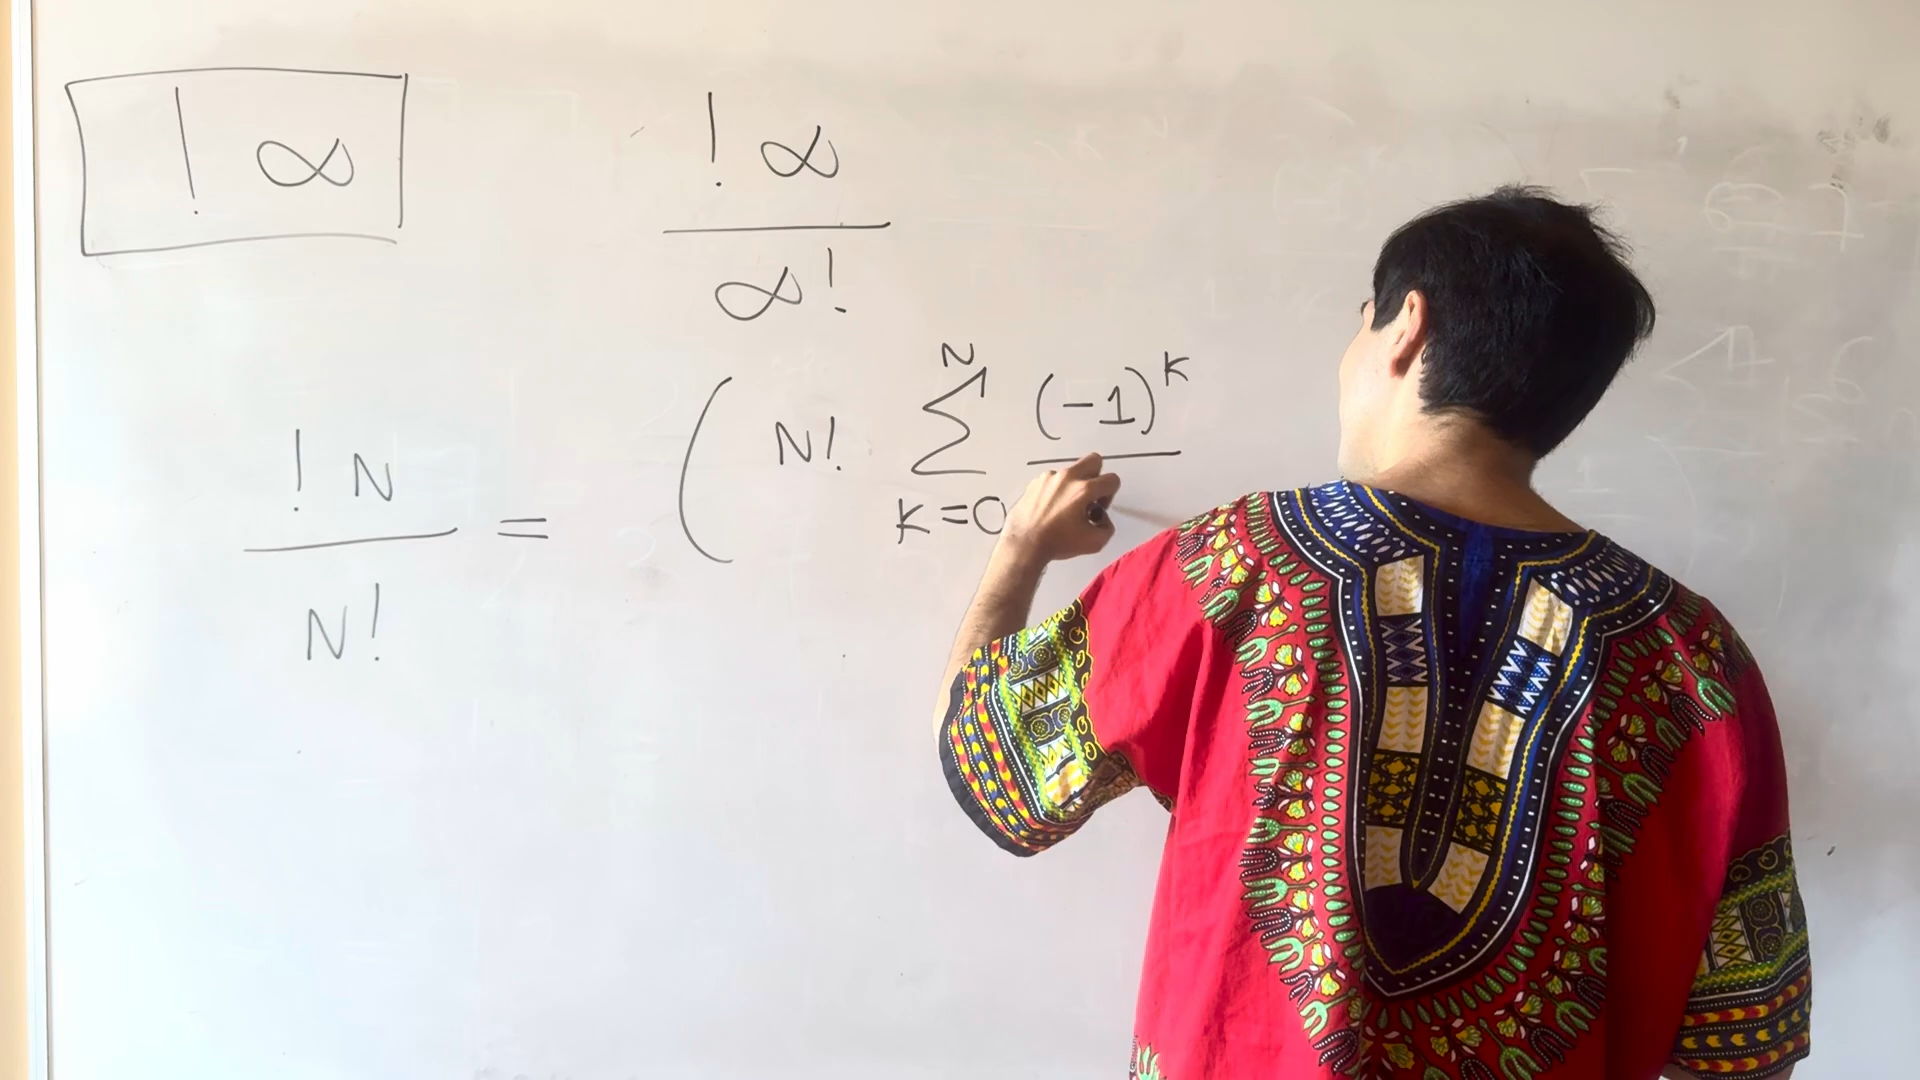 ! ∞
! ∞
∞!
! N
N!
=
( N! N ∑ K=0 (-1)^K